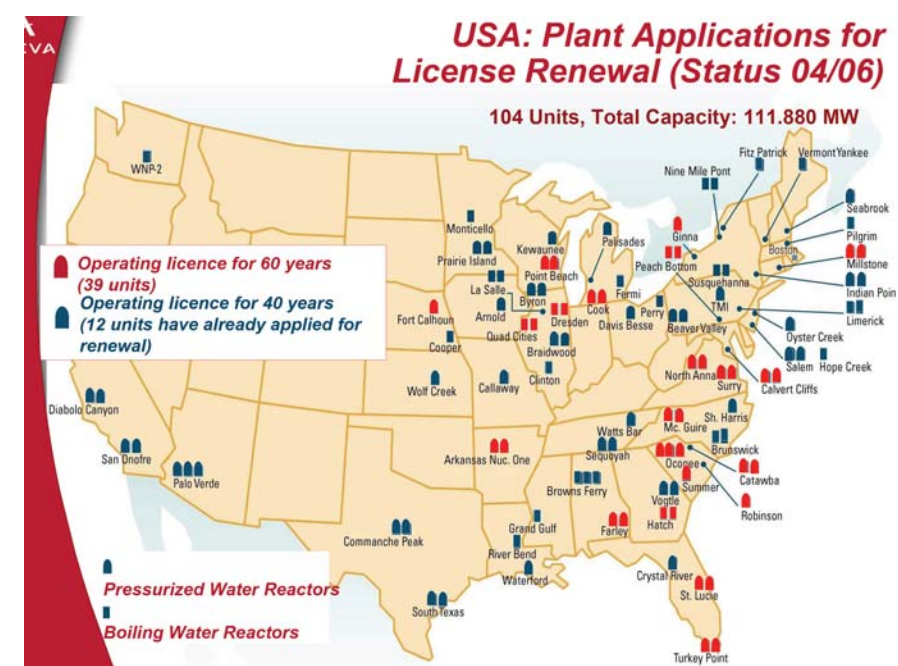 EVA
USA: Plant Applications for
License Renewal (Status 04/06)
104 Units, Total Capacity: 111.880 MW
WNP-2
Fitz Patrick
Vermont Yankee
Nine Mile Pont
Seabrook
Monticello
Kewaunee
Palisades
Ginna
Boston
Pilgrim
Prairie Island
Point Beach
Peach Bottom
Millstone
Operating licence for 60 years
(39 units)
Operating licence for 40 years
(12 units have already applied for
renewal)
Susquehanna
Indian Poin
La Salle
Byron
Cook
Fermi
Perry
TMI
Limerick
Fort Calhoun
Arnold
Dresden
Davis Besse
Beaver Valley
Oyster Creek
Quad Cities
Cooper
Braidwood
Salem
Hope Creek
Clinton
North Anna
Surry
Calvert Cliffs
Wolf Creek
Callaway
Diabolo Canyon
Watts Bar
Mc. Guire
Sh. Harris
San Onofre
Arkansas Nuc. One
Sequoyah
Brunswick
Palo Verde
Oconee
Catawba
Browns Ferry
Summer
Vogtle
Robinson
Grand Gulf
Farley
Hatch
Commanche Peak
River Bend
Waterford
Crystal River
St. Lucie
Pressurized Water Reactors
South Texas
Boiling Water Reactors
Turkey Point